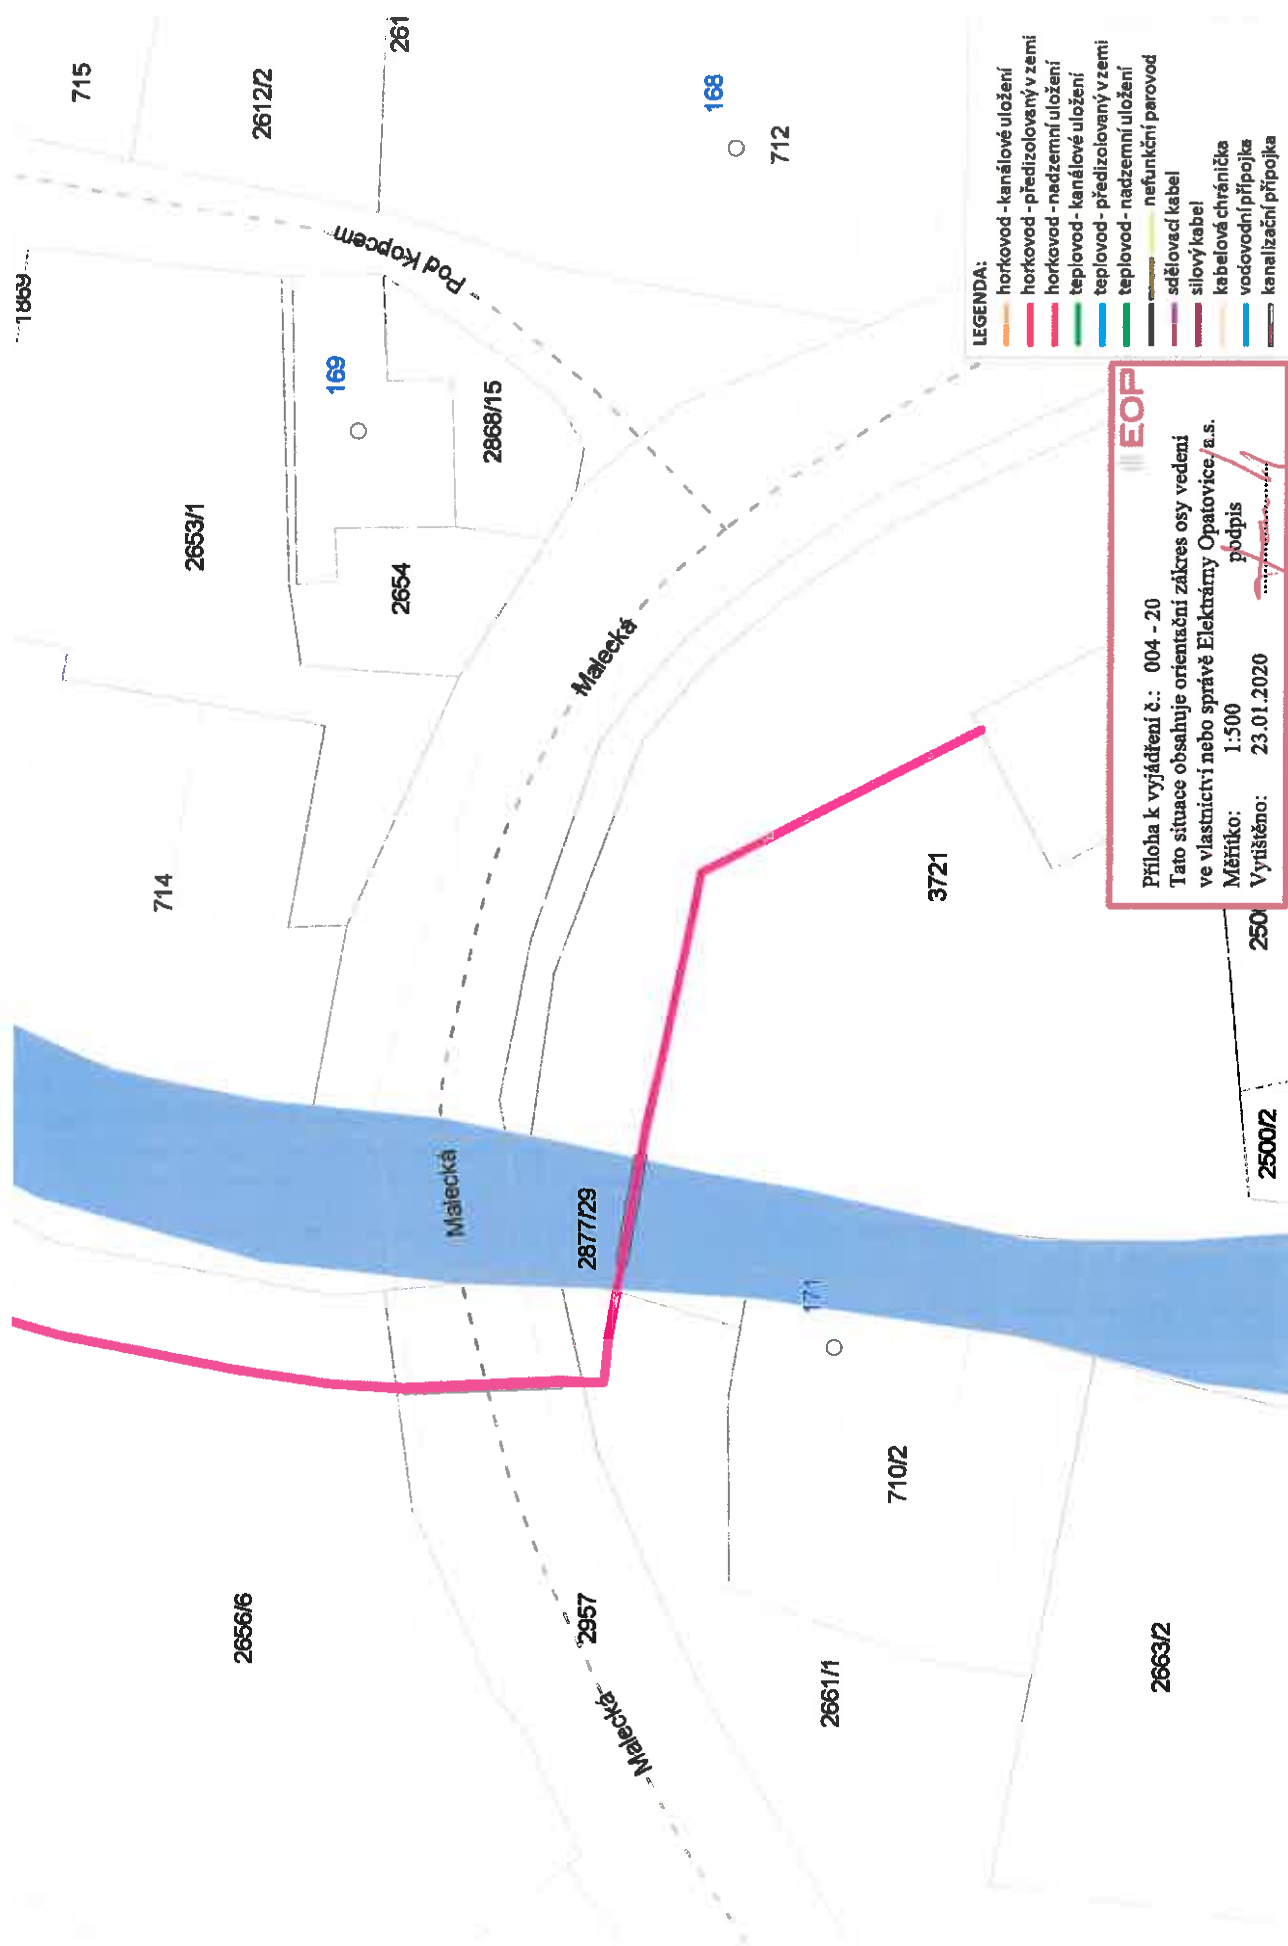 1869
715
2612/2
261
Pod Kopcem
169
168
712
2653/1
2868/15
2654
Malecká
714
3721
Malecká
2877/29
171
2500/2
250
710/2
2656/6
2957
Malecká
2661/1
2663/2
LEGENDA:
horkovod - kanálové uložení
horkovod - předizolovaný v zemi
horkovod - nadzemní uložení
teplovod - kanálové uložení
teplovod - předizolovaný v zemi
teplovod - nadzemní uložení
nefunkční parovod
sdělovací kabel
silový kabel
kabelová chránička
vodovodní přípojka
kanalizační přípojka
EOP
Příloha k vyjádření č.: 004 - 20
Tato situace obsahuje orientační zákres osy vedení
ve vlastnictví nebo správě Elektrárny Opatovice, a.s.
Měřítko: 1:500 podpis
Vytištěno: 23.01.2020